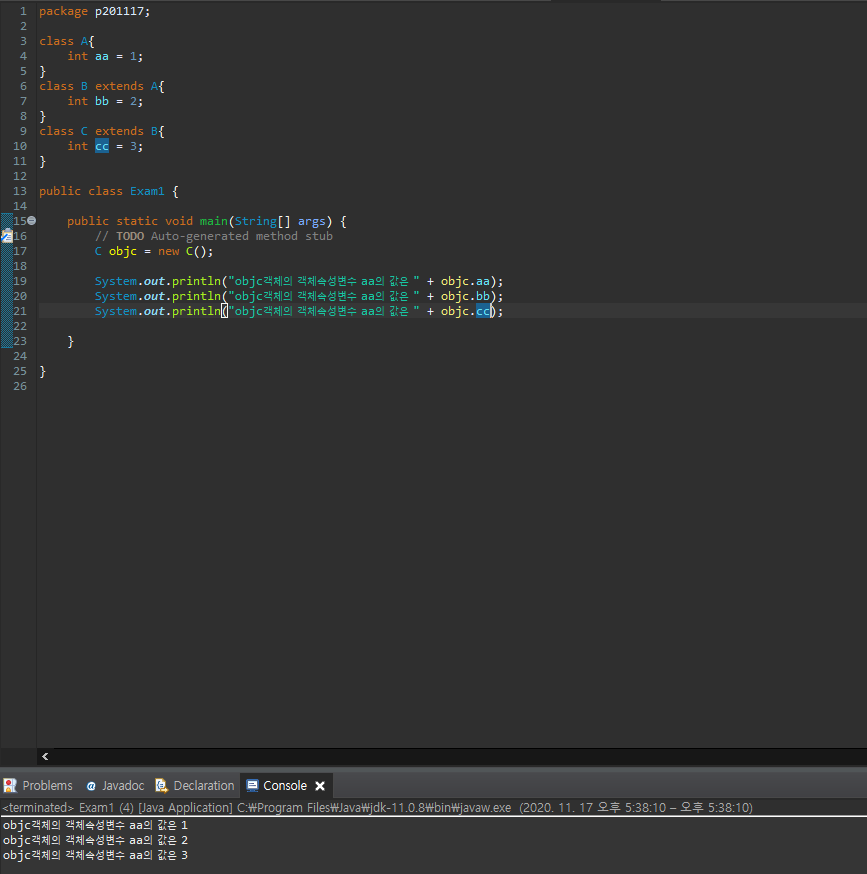 1 package p201117;
2
3 class A{
4     int aa = 1;
5 }
6 class B extends A{
7     int bb = 2;
8 }
9 class C extends B{
10     int cc = 3;
11 }
12
13 public class Exam1 {
14
15     public static void main(String[] args) {
16         // TODO Auto-generated method stub
17         C objc = new C();
18
19         System.out.println("objc객체의 객체속성변수 aa의 값은 " + objc.aa);
20         System.out.println("objc객체의 객체속성변수 aa의 값은 " + objc.bb);
21         System.out.println("objc객체의 객체속성변수 aa의 값은 " + objc.cc);
22
23     }
24
25 }
26
Problems @ Javadoc Declaration Console
<terminated> Exam1 (4) [Java Application] C:₩Program Files₩Java₩jdk-11.0.8₩bin₩javaw.exe (2020. 11. 17 오후 5:38:10 – 오후 5:38:10)
objc객체의 객체속성변수 aa의 값은 1
objc객체의 객체속성변수 aa의 값은 2
objc객체의 객체속성변수 aa의 값은 3